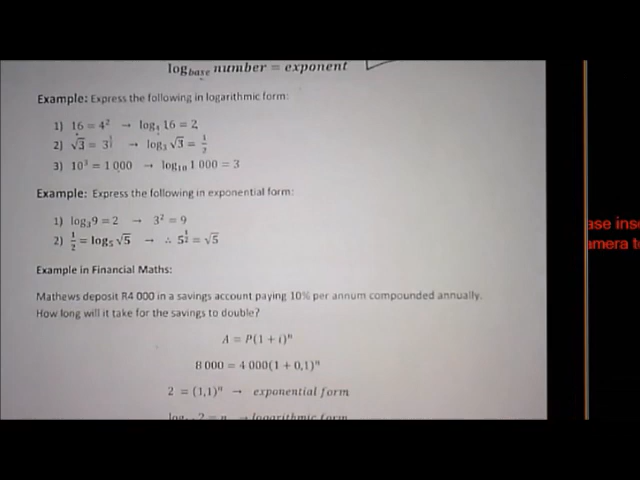 log_base number = exponent
Example: Express the following in logarithmic form:
1) 16 = 4² → log₄ 16 = 2
2) √3 = 3^½ → log₃ √3 = ½
3) 10³ = 1 000 → log₁₀ 1 000 = 3
Example: Express the following in exponential form:
1) log₃9 = 2 → 3² = 9
2) ½ = log₅ √5 → ∴ 5^½ = √5
Example in Financial Maths:
Mathews deposit R4 000 in a savings account paying 10% per annum compounded annually.
How long will it take for the savings to double?
A = P(1 + i)ⁿ
8 000 = 4 000(1 + 0,1)ⁿ
2 = (1,1)ⁿ → exponential form
2 = n → logarithmic form